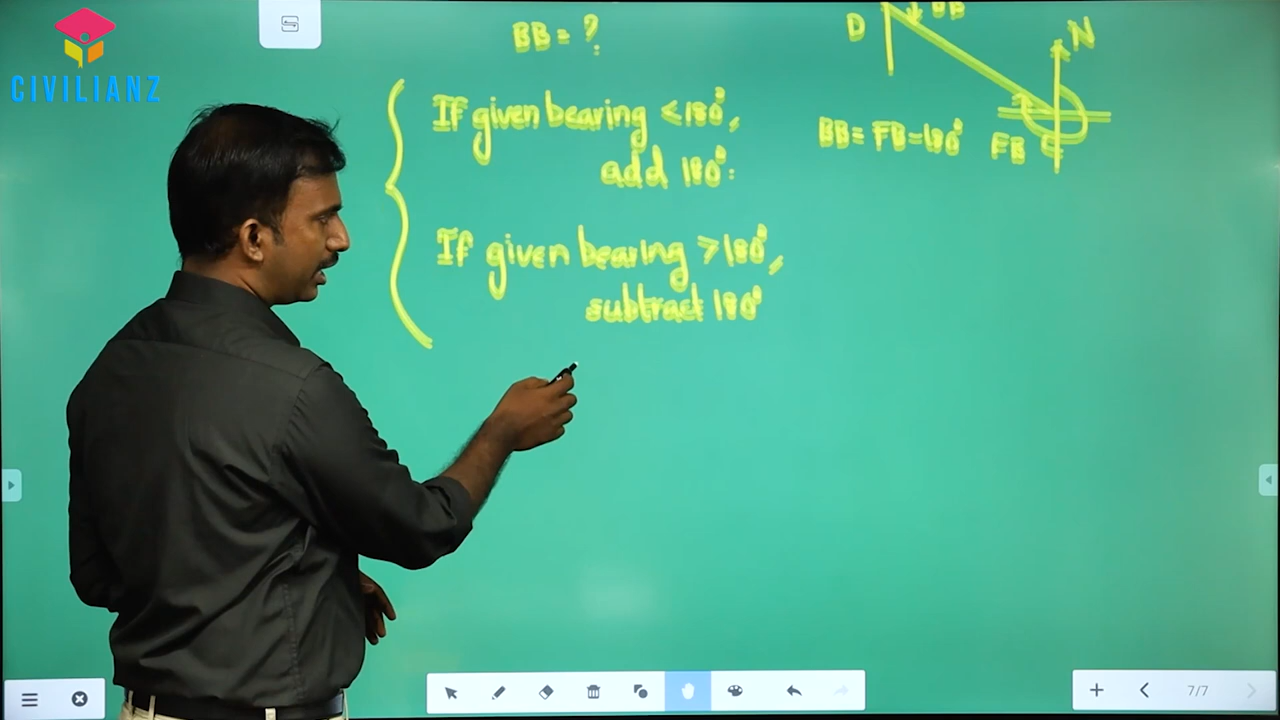 CIVILIANZ
BB = ?
If given bearing < 180°,
add 180°.
If given bearing > 180°,
subtract 180°
D
N
BB = FB - 180°
FB
7/7